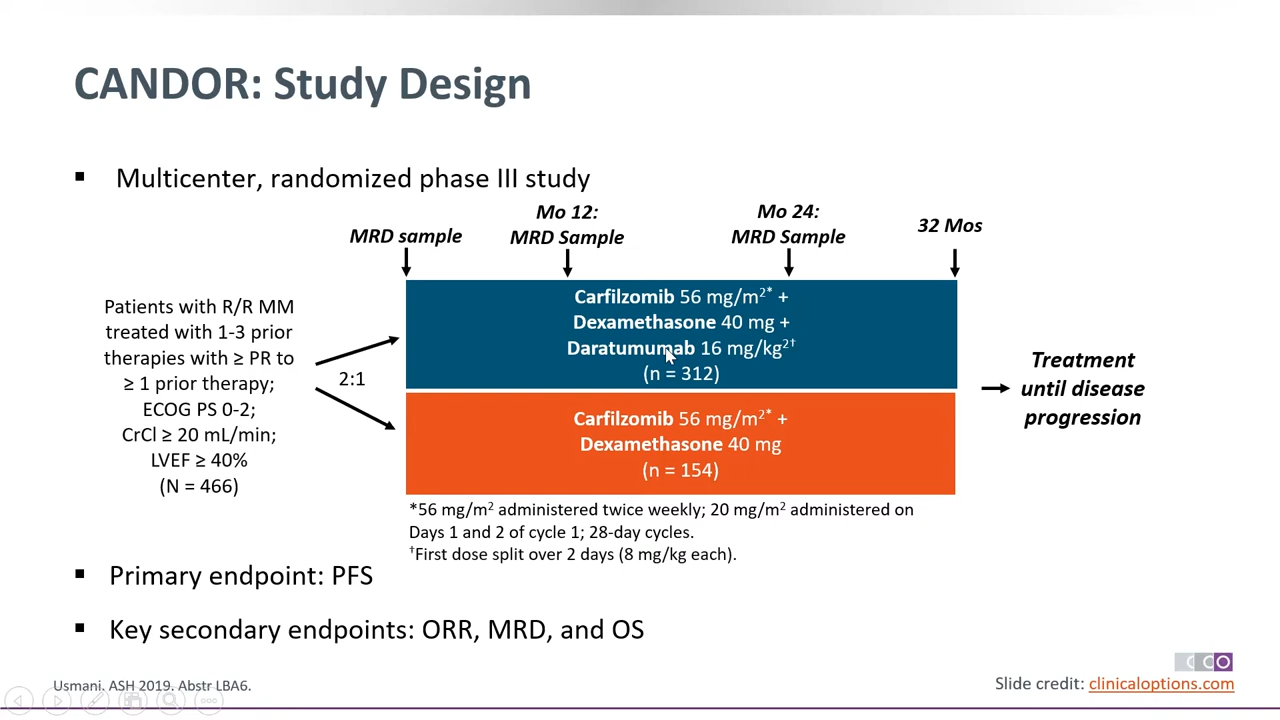 CANDOR: Study Design
▪ Multicenter, randomized phase III study
MRD sample
Mo 12:
MRD Sample
Mo 24:
MRD Sample
32 Mos
Patients with R/R MM
treated with 1-3 prior
therapies with ≥ PR to
≥ 1 prior therapy;
ECOG PS 0-2;
CrCl ≥ 20 mL/min;
LVEF ≥ 40%
(N = 466)
2:1
Carfilzomib 56 mg/m²* +
Dexamethasone 40 mg +
Daratumumab 16 mg/kg²†
(n = 312)
Carfilzomib 56 mg/m²* +
Dexamethasone 40 mg
(n = 154)
Treatment
until disease
progression
*56 mg/m² administered twice weekly; 20 mg/m² administered on
Days 1 and 2 of cycle 1; 28-day cycles.
†First dose split over 2 days (8 mg/kg each).
▪ Primary endpoint: PFS
▪ Key secondary endpoints: ORR, MRD, and OS
Usmani. ASH 2019. Abstr LBA6.
CCO
Slide credit: clinicaloptions.com